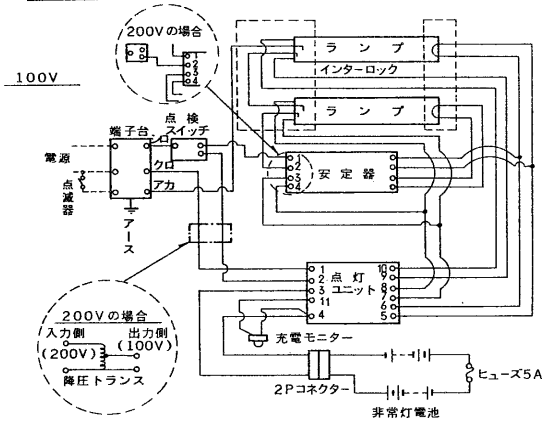 100V
200Vの場合
1
2
3
4
ランプ
インターロック
ランプ
端子台
点検
スイッチ
シロ
クロ
アカ
電源
点滅器
アース
1
2
3
4
安定器
200Vの場合
入力側
(200V)
出力側
(100V)
降圧トランス
1
2
3
11
4
点灯
ユニット
10
9
8
7
6
5
充電モニター
2Pコネクター
ヒューズ5A
非常灯電池